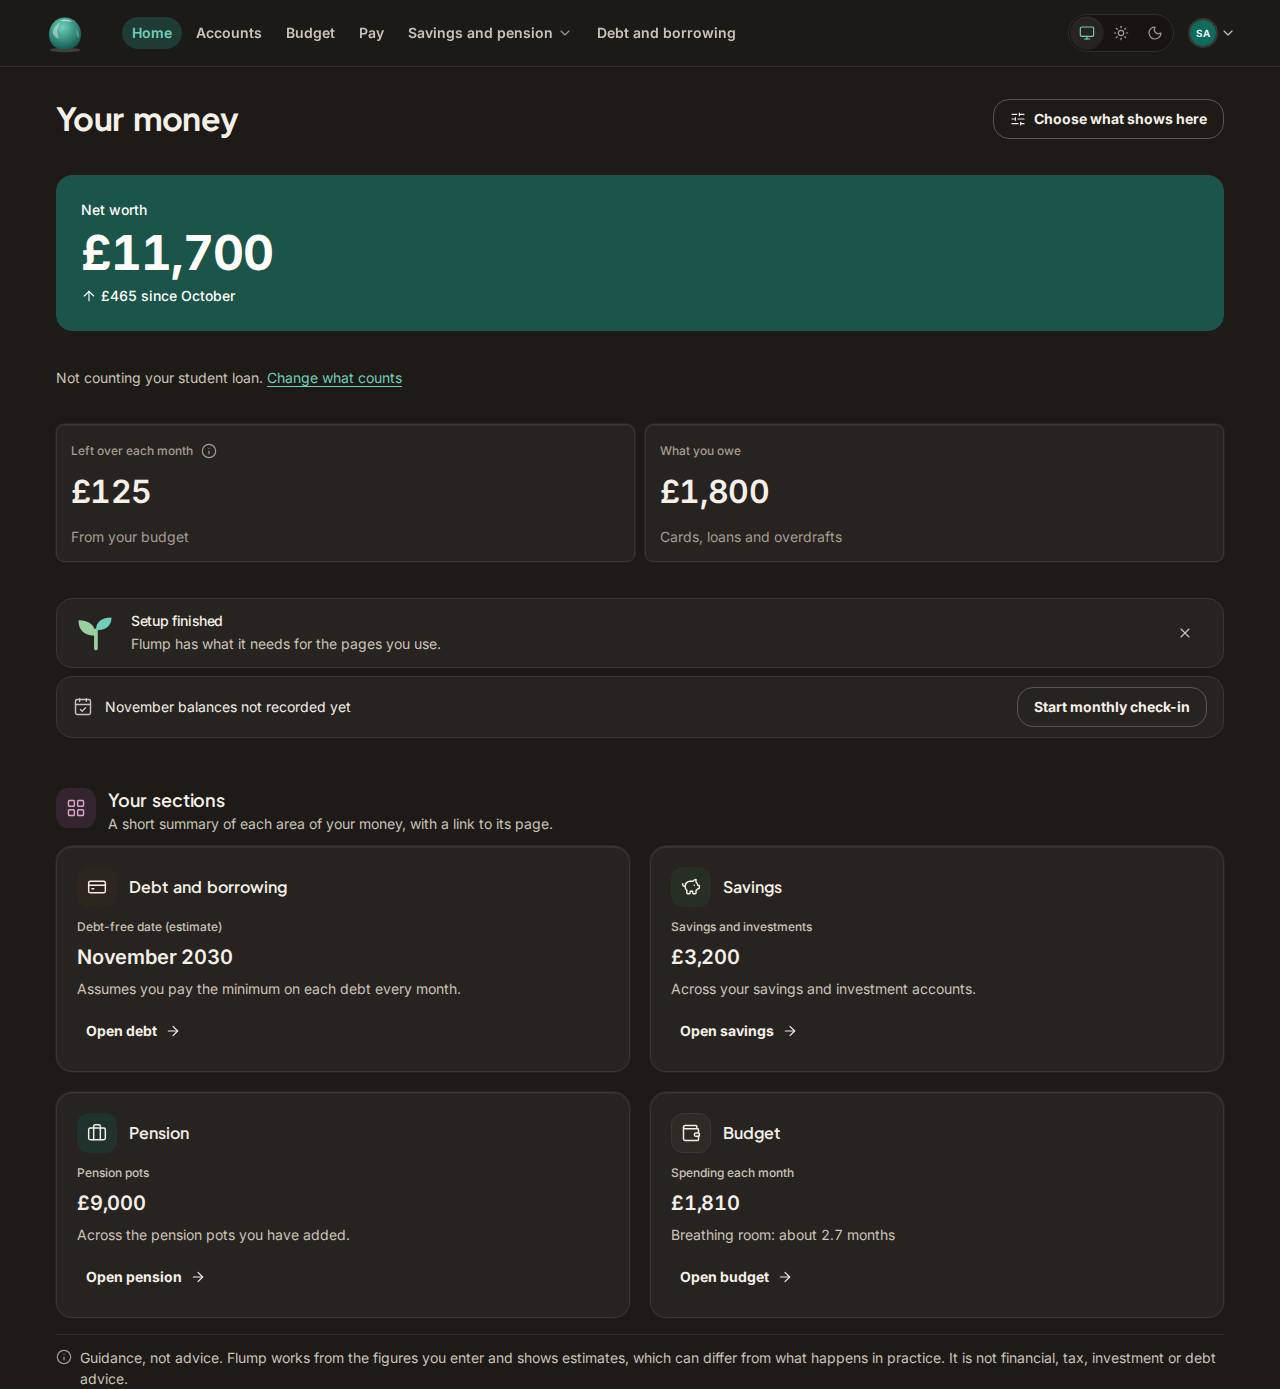 Home Accounts Budget Pay Savings and pension Debt and borrowing SA
Your money
Choose what shows here
Net worth
£11,700
£465 since October
Not counting your student loan. Change what counts
Left over each month
£125
From your budget
What you owe
£1,800
Cards, loans and overdrafts
Setup finished
Flump has what it needs for the pages you use.
November balances not recorded yet
Start monthly check-in
Your sections
A short summary of each area of your money, with a link to its page.
Debt and borrowing
Debt-free date (estimate)
November 2030
Assumes you pay the minimum on each debt every month.
Open debt
Savings
Savings and investments
£3,200
Across your savings and investment accounts.
Open savings
Pension
Pension pots
£9,000
Across the pension pots you have added.
Open pension
Budget
Spending each month
£1,810
Breathing room: about 2.7 months
Open budget
Guidance, not advice. Flump works from the figures you enter and shows estimates, which can differ from what happens in practice. It is not financial, tax, investment or debt
advice.